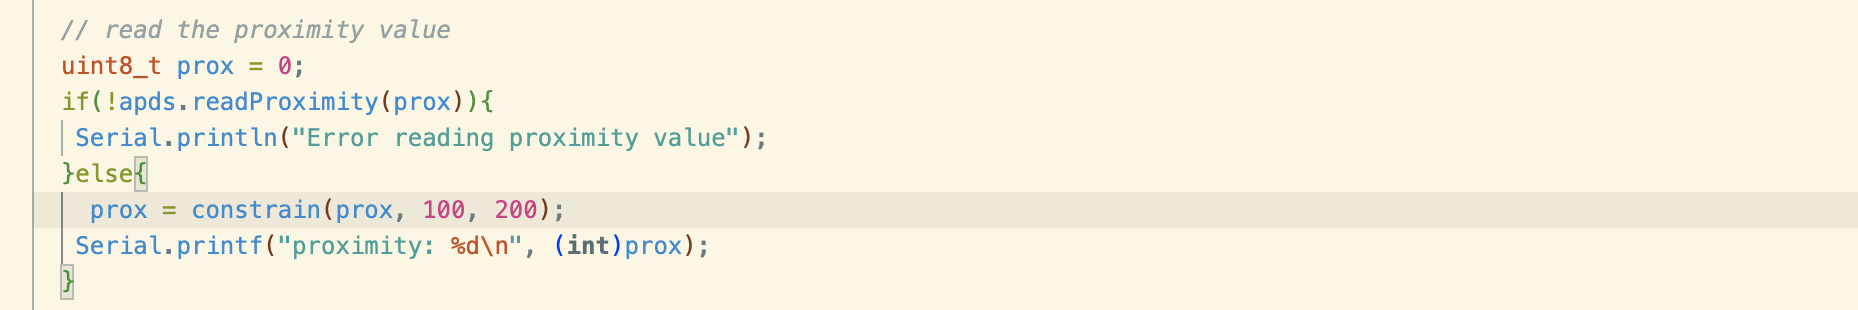 // read the proximity value
uint8_t prox = 0;
if(!apds.readProximity(prox)){
Serial.println("Error reading proximity value");
}else{
prox = constrain(prox, 100, 200);
Serial.printf("proximity: %d\n", (int)prox);
}